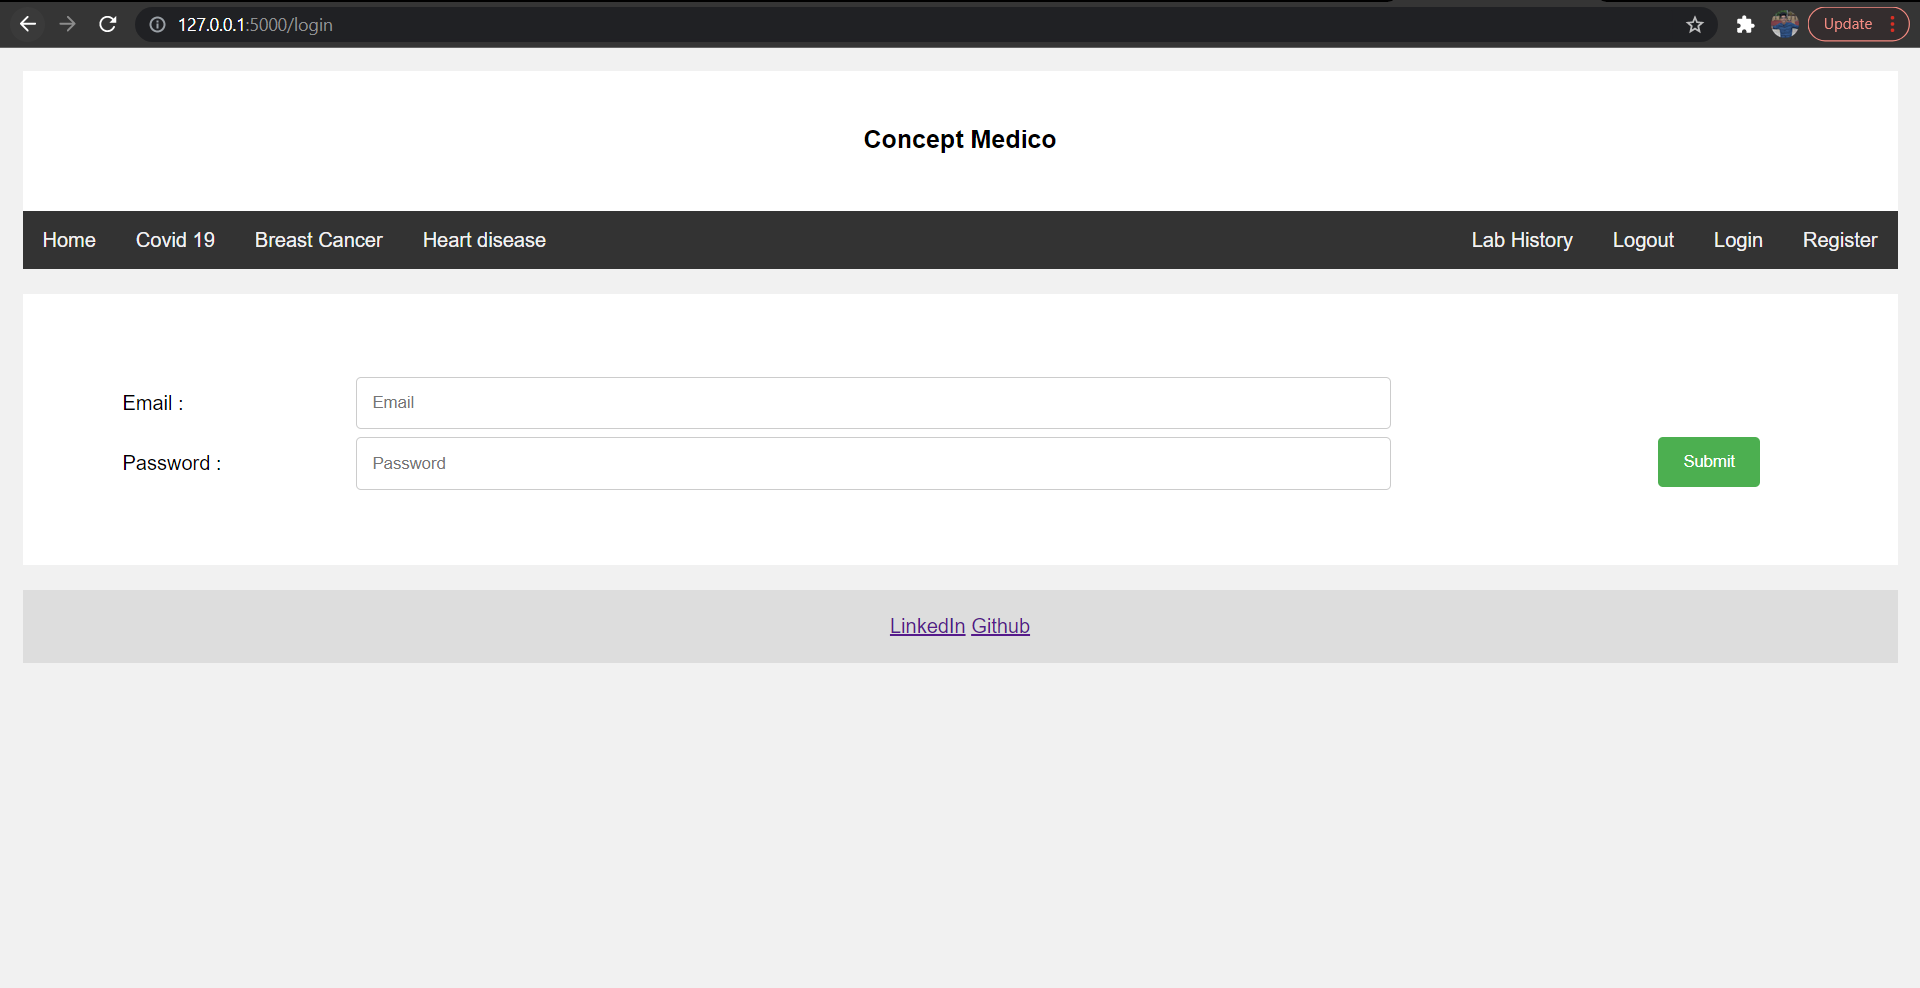 127.0.0.1:5000/login Update
Concept Medico
Home Covid 19 Breast Cancer Heart disease Lab History Logout Login Register
Email : Email
Password : Password Submit
LinkedIn Github